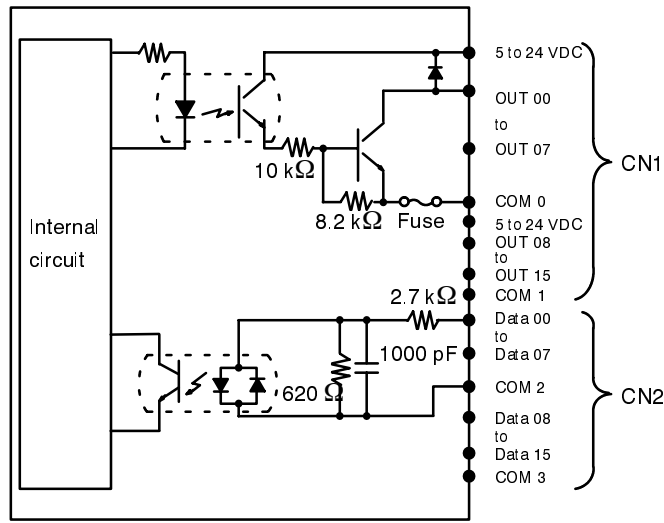 5 to 24 VDC
OUT 00
to
OUT 07
CN1
10 kΩ
COM 0
8.2 kΩ
Fuse
5 to 24 VDC
Internal
circuit
OUT 08
to
OUT 15
COM 1
2.7 kΩ
Data 00
to
Data 07
1000 pF
COM 2
620 Ω
CN2
Data 08
to
Data 15
COM 3